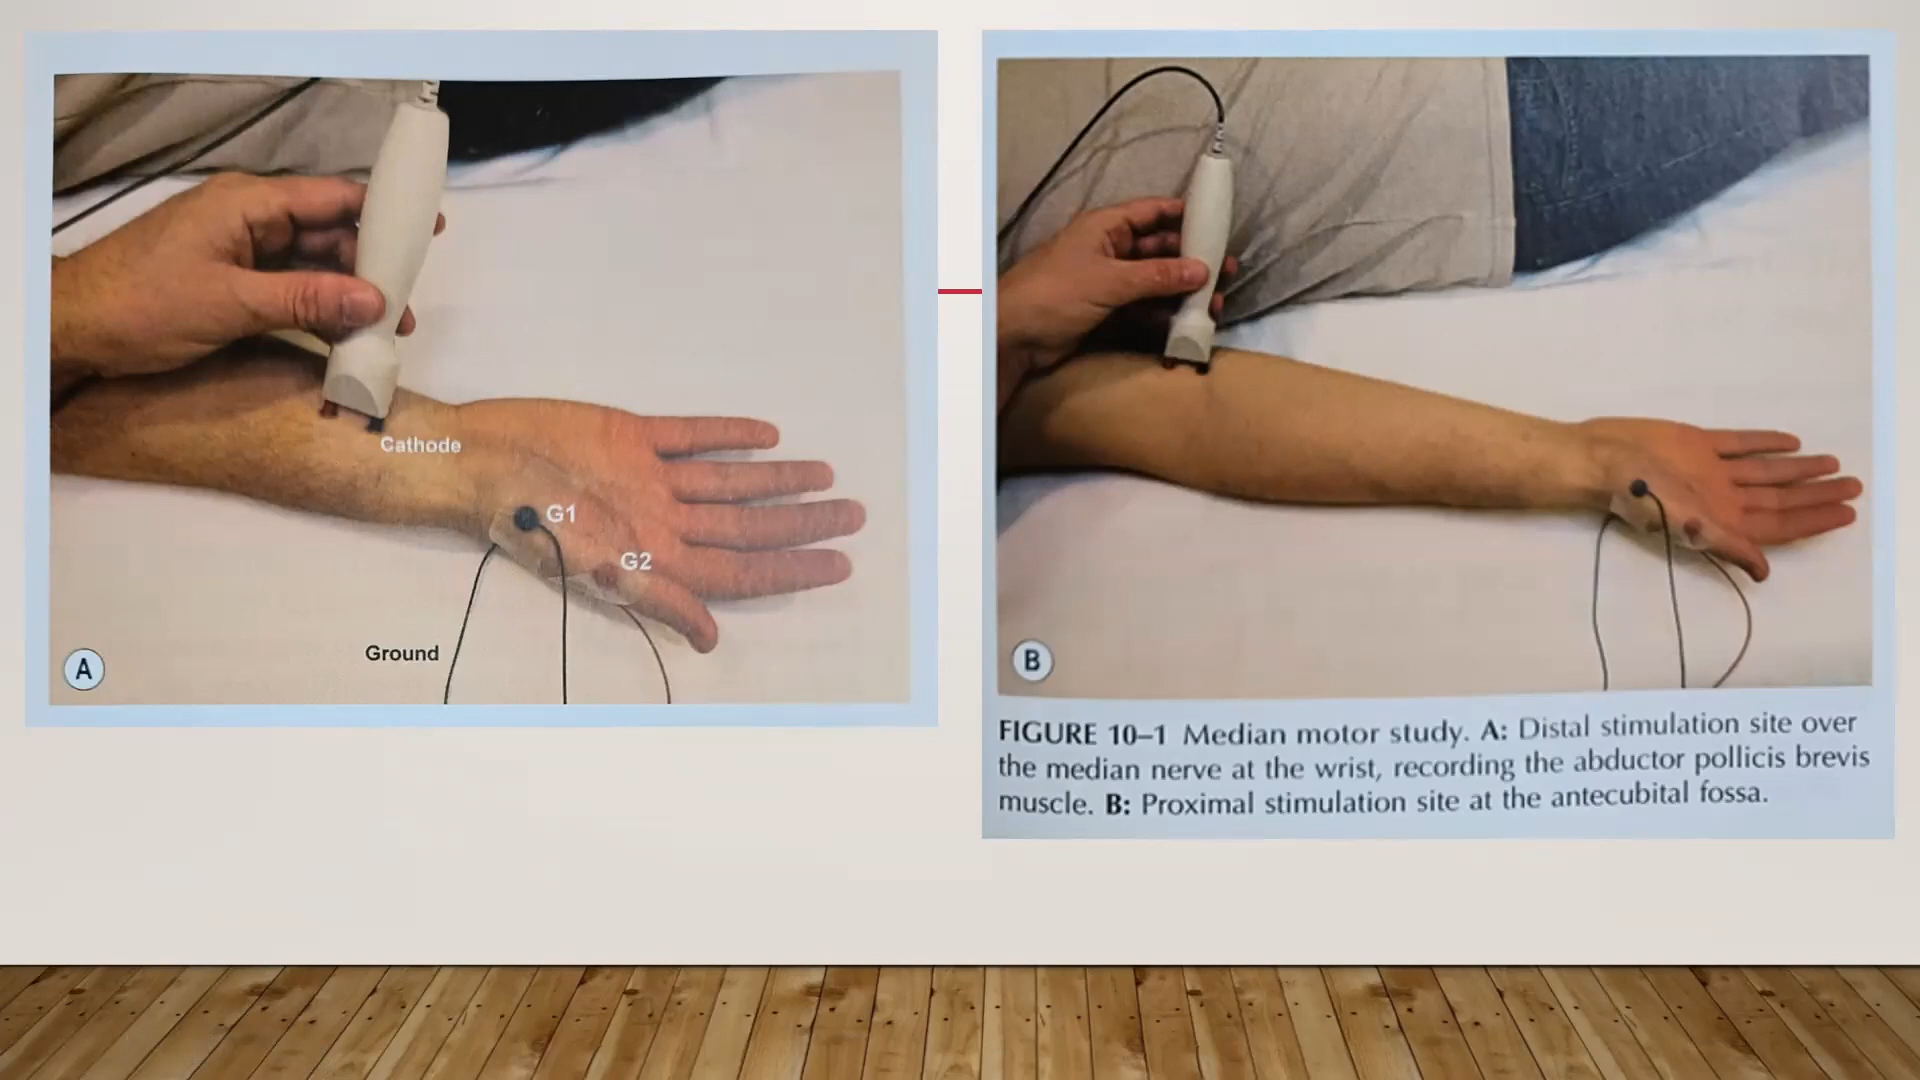 Cathode
G1
G2
Ground
A
B
FIGURE 10–1 Median motor study. A: Distal stimulation site over
the median nerve at the wrist, recording the abductor pollicis brevis
muscle. B: Proximal stimulation site at the antecubital fossa.